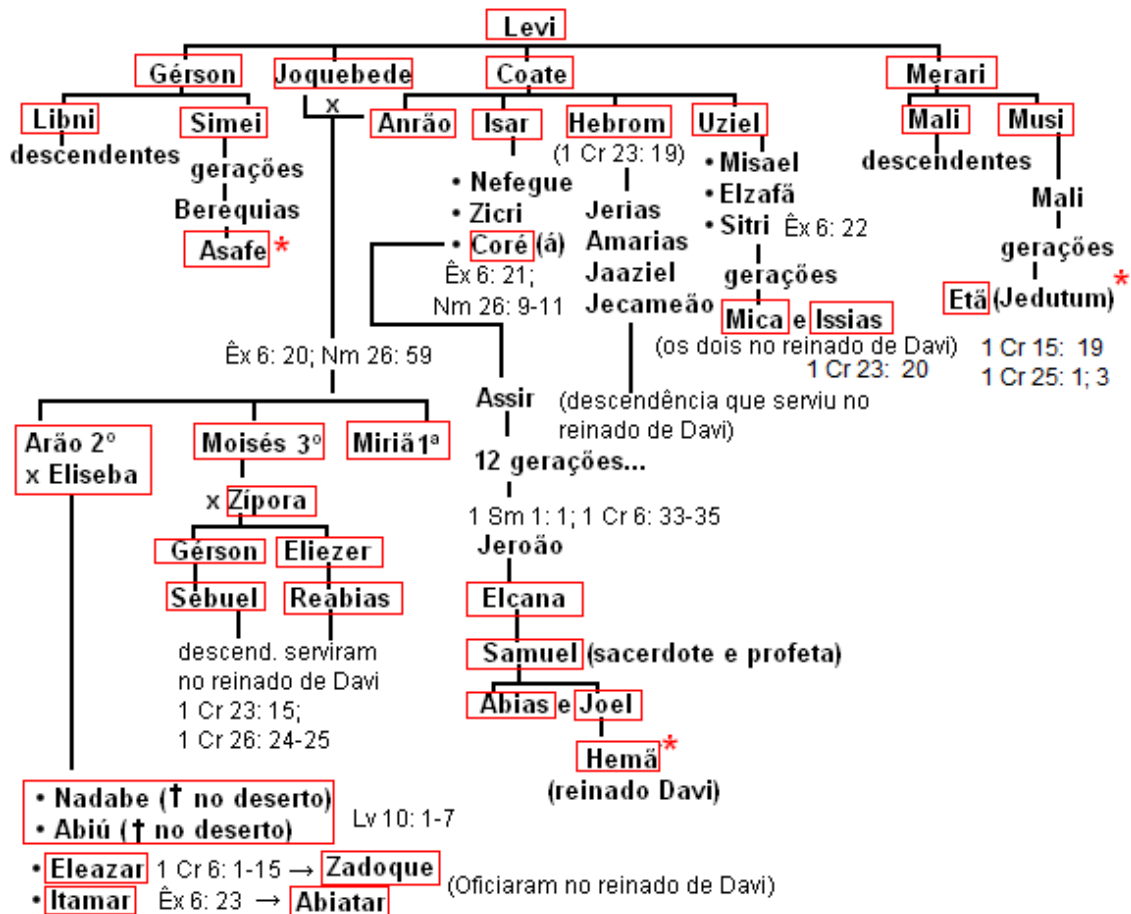 Levi
Gérson Joquebede Coate Merari
Libni Simei x Anrão Isar Hebrom Uziel Mali Musi
descendentes gerações (1 Cr 23: 19) • Misael descendentes
• Nefegue • Elzafã Mali
Berequias • Zicri Jerias • Sitri Êx 6: 22
Asafe * • Coré (á) Amarias gerações gerações
Êx 6: 21; Jaaziel *
Nm 26: 9-11 Jecameão Mica e Issias Etã (Jedutum)
Êx 6: 20; Nm 26: 59 (os dois no reinado de Davi) 1 Cr 15: 19
1 Cr 23: 20 1 Cr 25: 1; 3
Assir (descendência que serviu no
reinado de Davi)
Arão 2º Moisés 3º Miriã 1ª
x Eliseba 12 gerações...
x Zípora
1 Sm 1: 1; 1 Cr 6: 33-35
Gérson Eliezer Jeroão
Sebuel Reabias Elcana
descend. serviram Samuel (sacerdote e profeta)
no reinado de Davi
1 Cr 23: 15; Abias e Joel
1 Cr 26: 24-25
Hemã *
(reinado Davi)
• Nadabe († no deserto)
• Abiú († no deserto) Lv 10: 1-7
• Eleazar 1 Cr 6: 1-15 → Zadoque
(Oficiaram no reinado de Davi)
• Itamar Êx 6: 23 → Abiatar